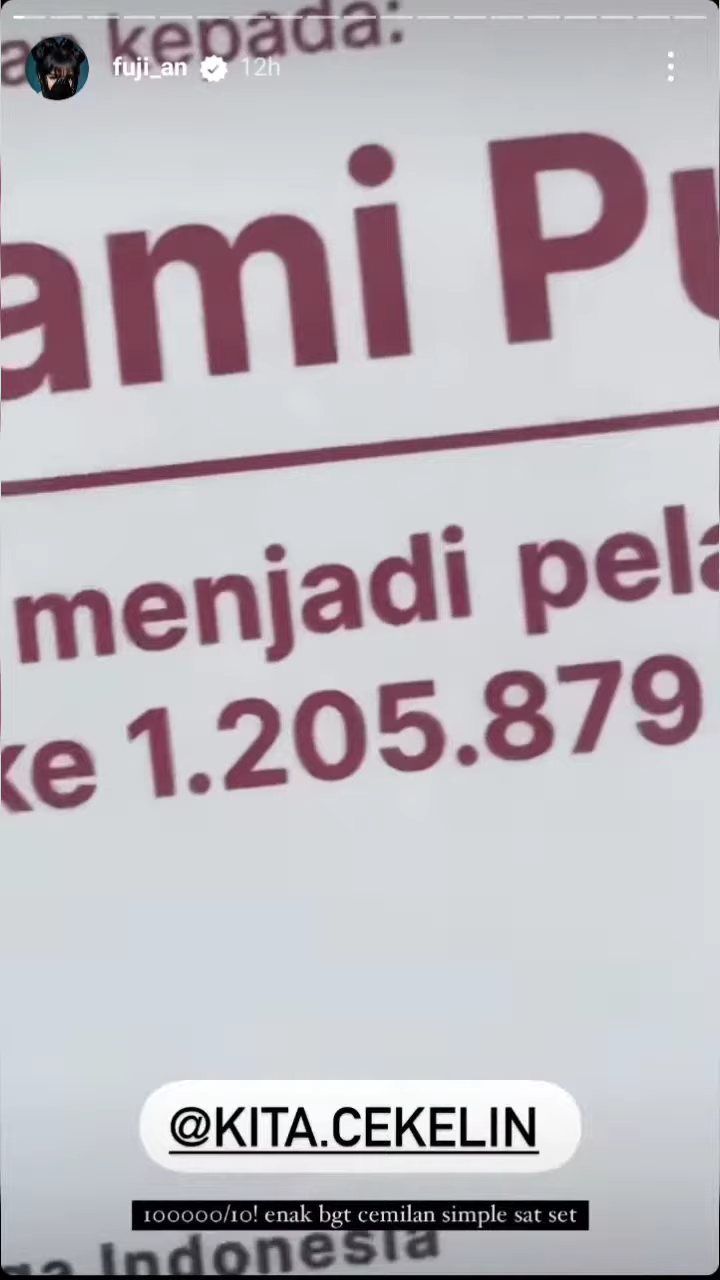 kepada:
fuji_an 12h
ami Pu
menjadi pela
ke 1.205.879
@KITA.CEKELIN
100000/10! enak bgt cemilan simple sat set
Indonesia